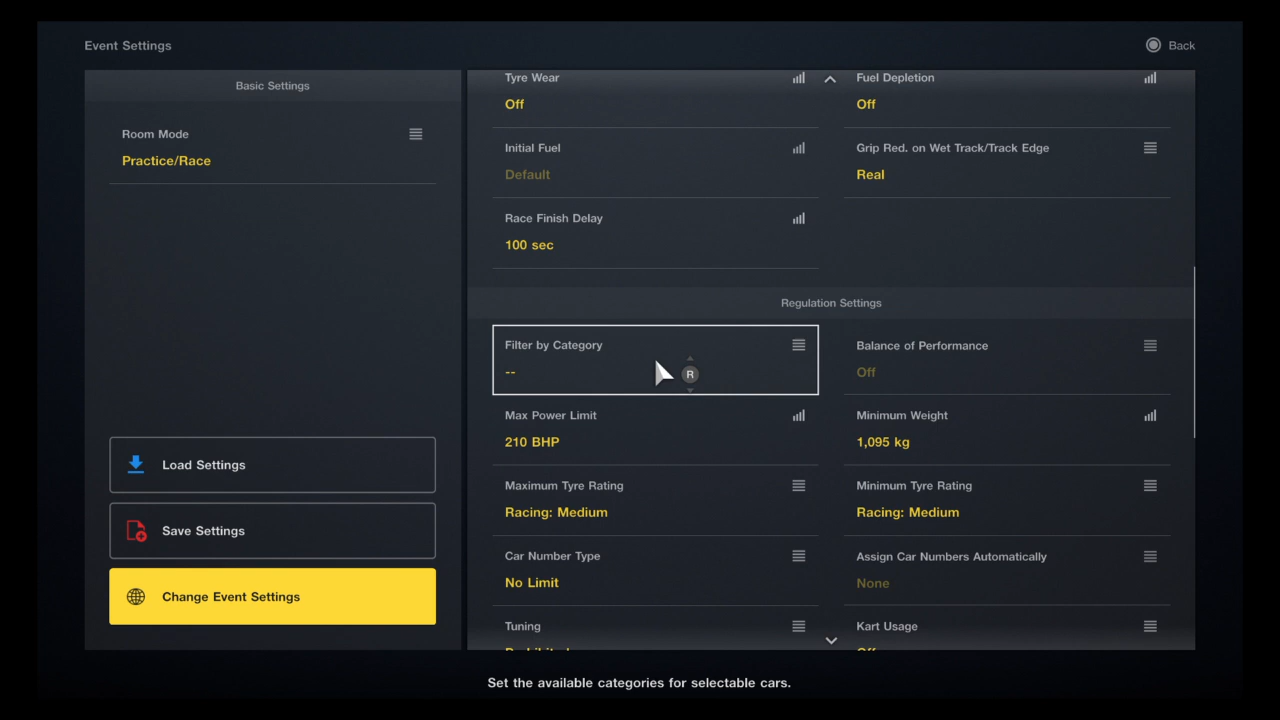 Event Settings
Back
Basic Settings
Room Mode
Practice/Race
Load Settings
Save Settings
Change Event Settings
Tyre Wear
Off
Fuel Depletion
Off
Initial Fuel
Default
Grip Red. on Wet Track/Track Edge
Real
Race Finish Delay
100 sec
Regulation Settings
Filter by Category
--
R
Balance of Performance
Off
Max Power Limit
210 BHP
Minimum Weight
1,095 kg
Maximum Tyre Rating
Racing: Medium
Minimum Tyre Rating
Racing: Medium
Car Number Type
No Limit
Assign Car Numbers Automatically
None
Tuning
Kart Usage
Set the available categories for selectable cars.